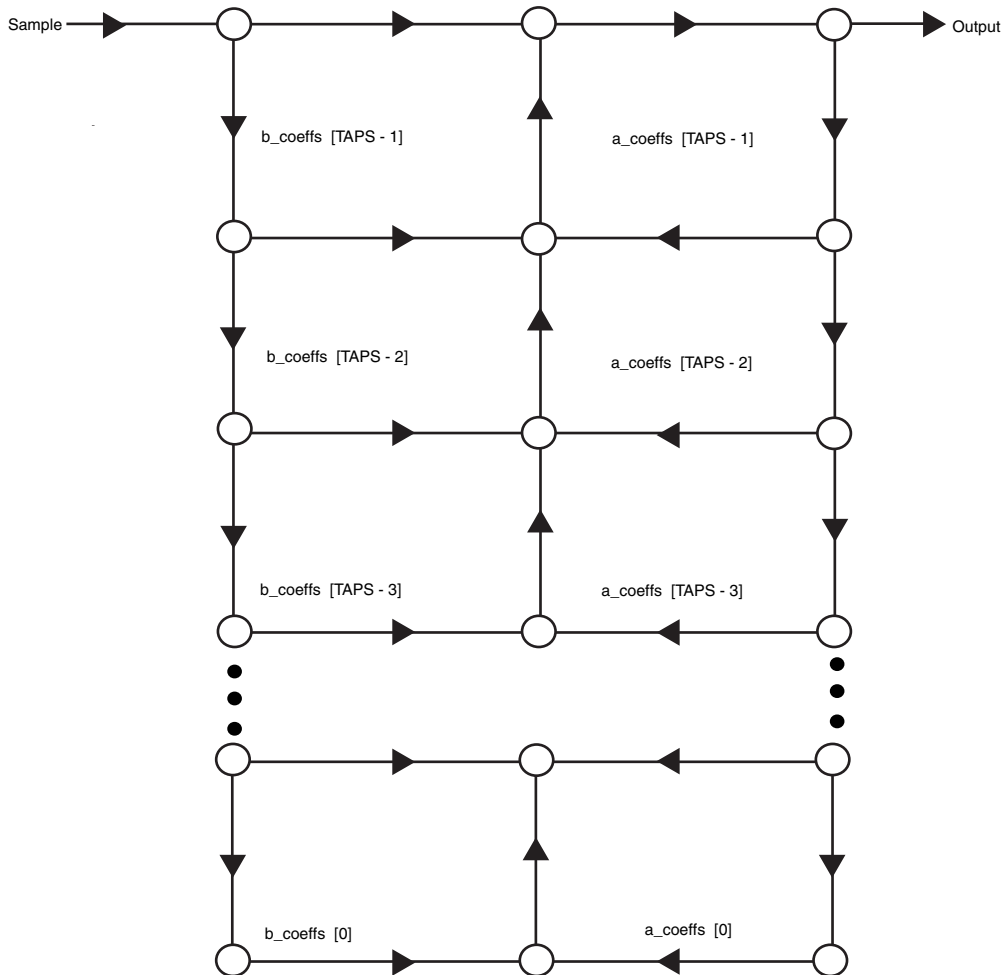 Sample
Output
b_coeffs [TAPS - 1]
a_coeffs [TAPS - 1]
b_coeffs [TAPS - 2]
a_coeffs [TAPS - 2]
b_coeffs [TAPS - 3]
a_coeffs [TAPS - 3]
b_coeffs [0]
a_coeffs [0]